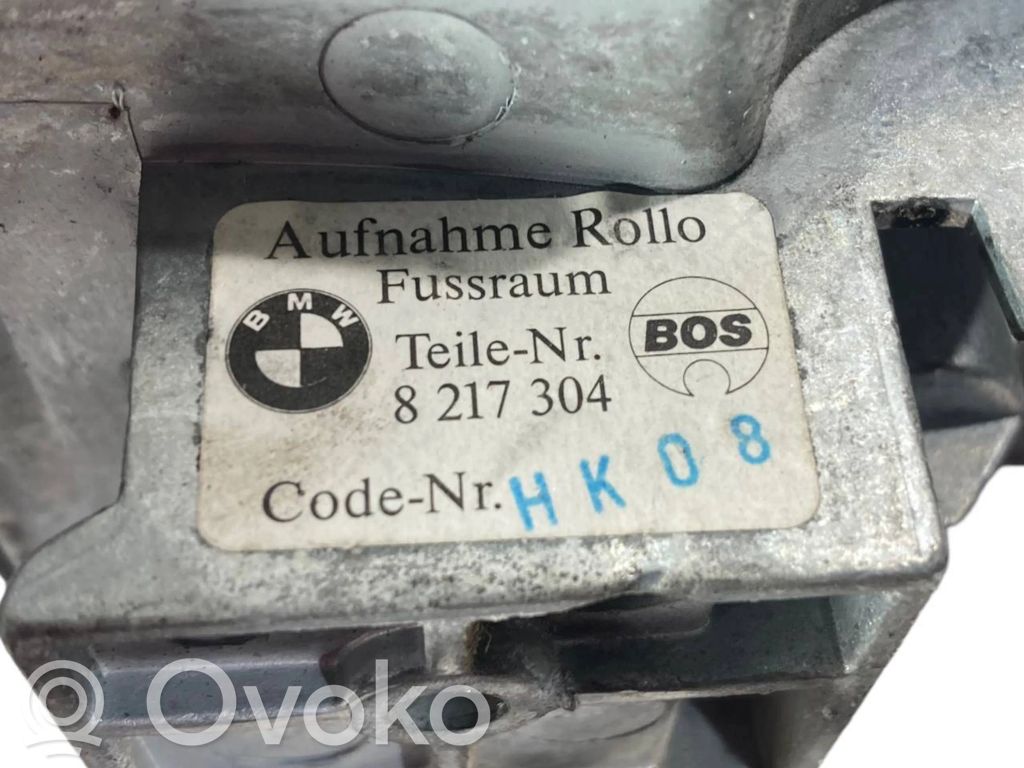 Aufnahme Rollo
Fussraum
BMW
Teile-Nr.
BOS
8 217 304
Code-Nr. HK08
Ovoko